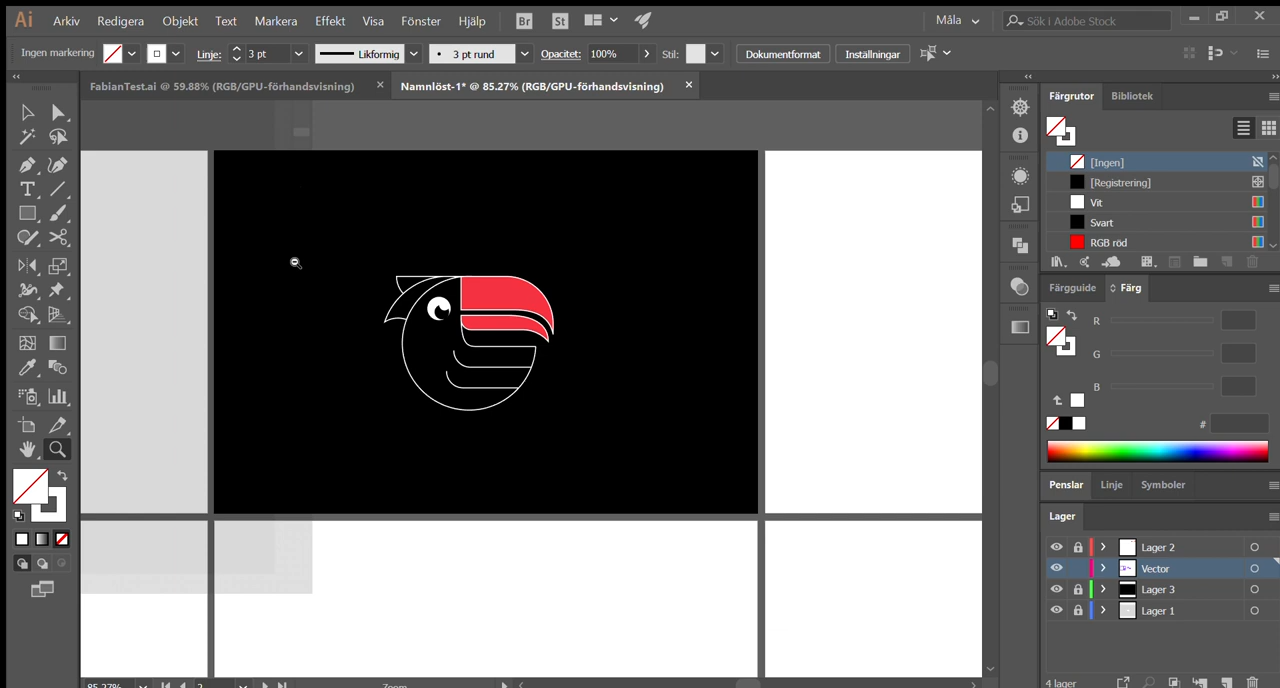 Ai Arkiv Redigera Objekt Text Markera Effekt Visa Fönster Hjälp Br St Måla Sök i Adobe Stock
Ingen markering Linje: 3 pt Likformig 3 pt rund Opacitet: 100% Stil: Dokumentformat Inställningar
FabianTest.ai @ 59.88% (RGB/GPU-förhandsvisning) Namnlöst-1* @ 85.27% (RGB/GPU-förhandsvisning)
Färgrutor Bibliotek
[Ingen]
[Registrering]
Vit
Svart
RGB röd
Färgguide Färg
R
G
B
#
Penslar Linje Symboler
Lager
Lager 2
Vector
Lager 3
Lager 1
4 lager
85.27% 2 Zoom